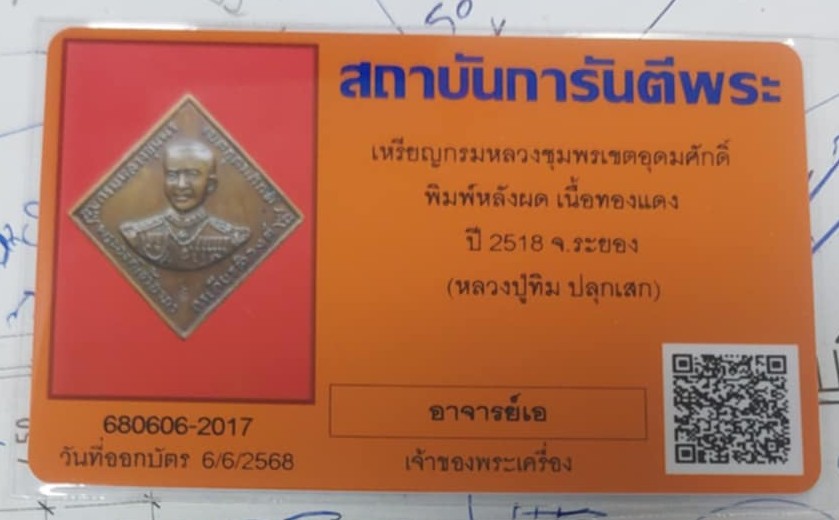 สถาบันการันตีพระ
เหรียญกรมหลวงชุมพรเขตอุดมศักดิ์
พิมพ์หลังผด เนื้อทองแดง
ปี 2518 จ.ระยอง
(หลวงปู่ทิม ปลุกเสก)
อาจารย์เอ
เจ้าของพระเครื่อง
680606-2017
วันที่ออกบัตร 6/6/2568